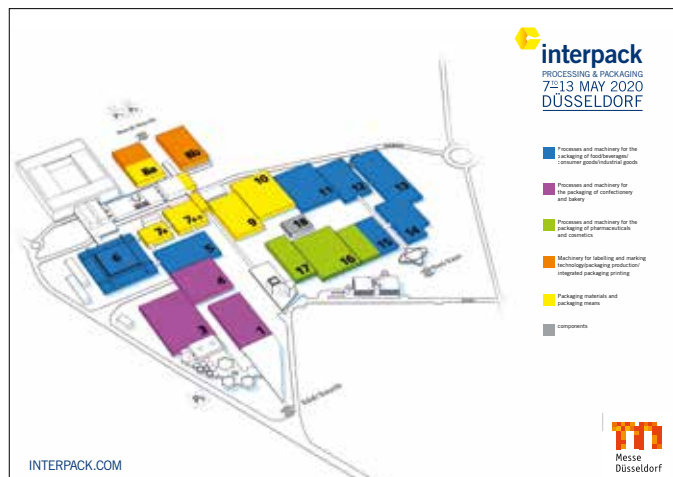 interpack
PROCESSING & PACKAGING
7TO13 MAY 2020
DÜSSELDORF
Processes and machinery for the
packaging of food/beverages/
consumer goods/industrial goods
Processes and machinery for
the packaging of confectionery
and bakery
Processes and machinery for the
packaging of pharmaceuticals
and cosmetics
Machinery for labelling and marking
technology/packaging production/
integrated packaging printing
Packaging materials and
packaging means
components
8a
8b
10
11
12
13
9
7a
6
5
18
14
15
16
17
4
3
1
INTERPACK.COM
Messe
Düsseldorf